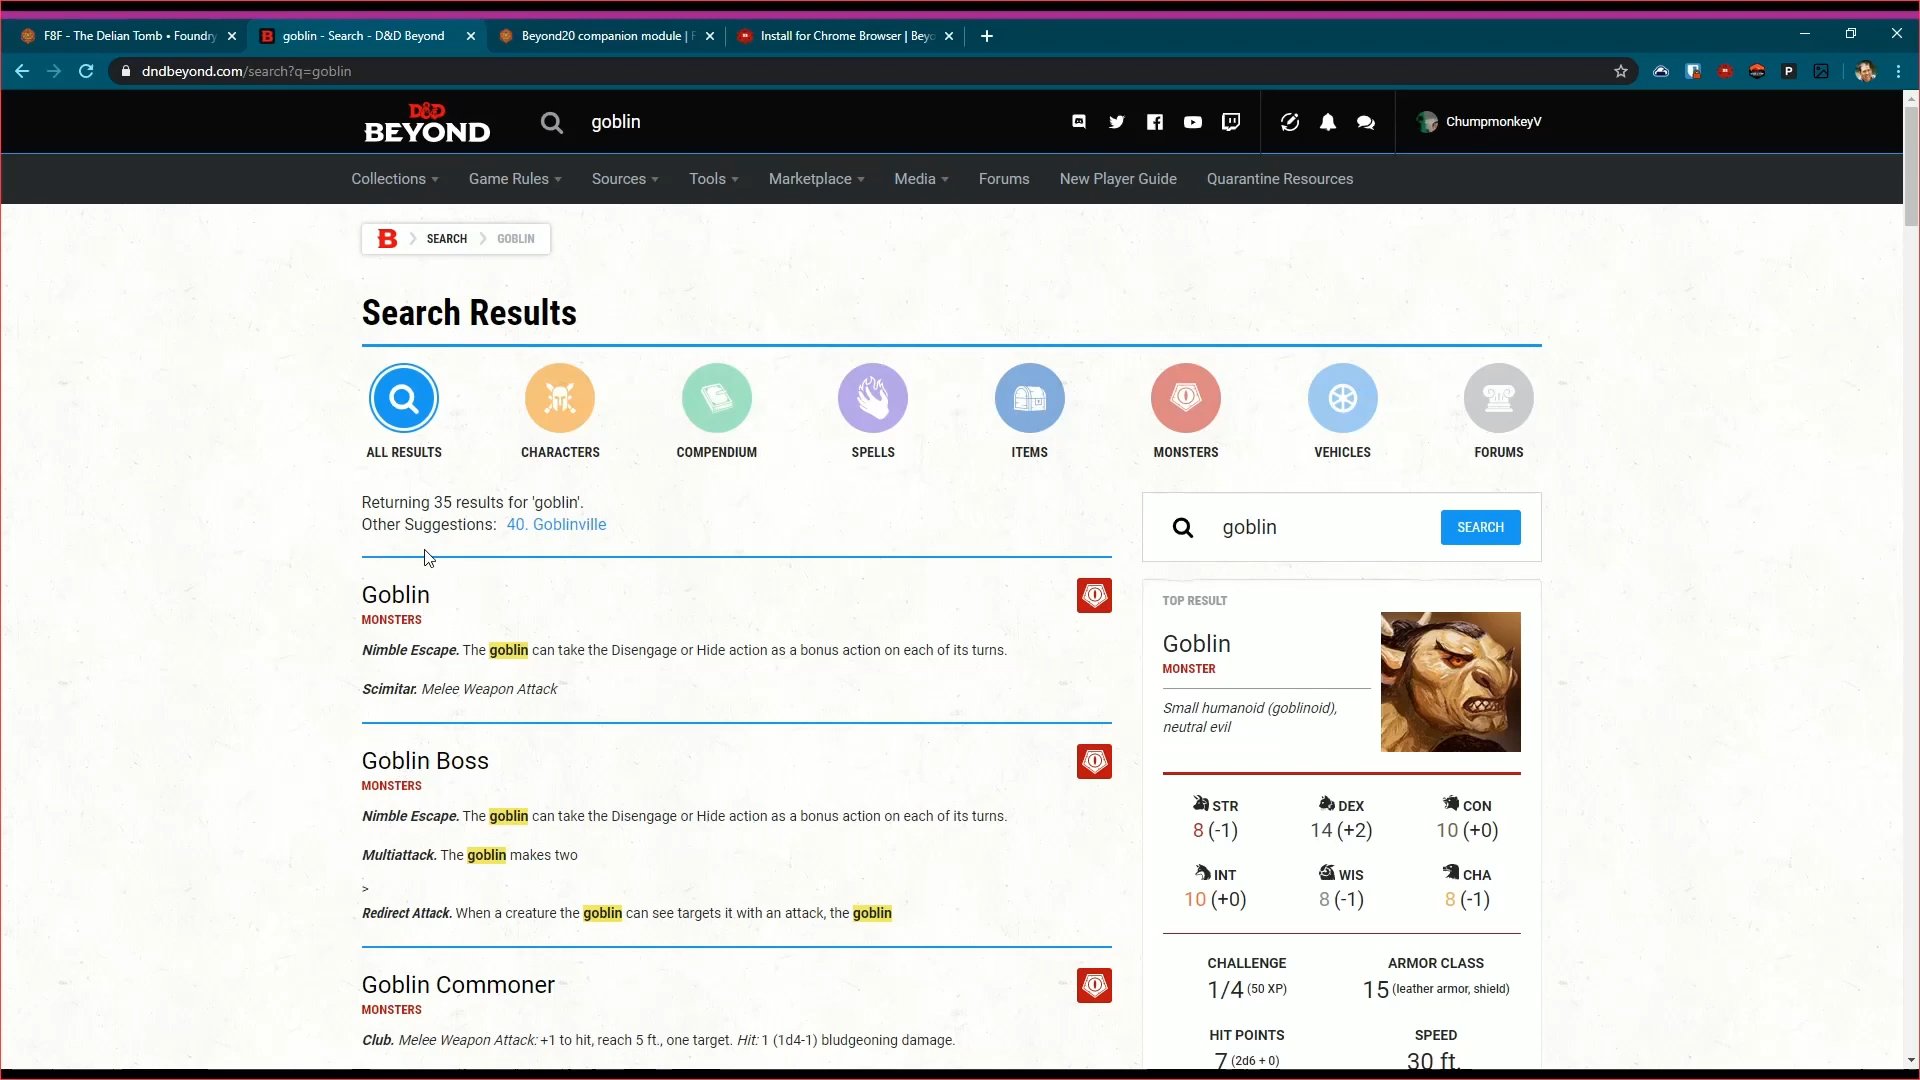 F8F - The Delian Tomb • Foundry
goblin - Search - D&D Beyond
Beyond20 companion module | F
Install for Chrome Browser | Beyo
dndbeyond.com/search?q=goblin
P
D&D
BEYOND
goblin
ChumpmonkeyV
Collections
Game Rules
Sources
Tools
Marketplace
Media
Forums
New Player Guide
Quarantine Resources
B
SEARCH
GOBLIN
Search Results
ALL RESULTS
CHARACTERS
COMPENDIUM
SPELLS
ITEMS
MONSTERS
VEHICLES
FORUMS
Returning 35 results for 'goblin'.
Other Suggestions: 40. Goblinville
Goblin
MONSTERS
Nimble Escape. The goblin can take the Disengage or Hide action as a bonus action on each of its turns.
Scimitar. Melee Weapon Attack
Goblin Boss
MONSTERS
Nimble Escape. The goblin can take the Disengage or Hide action as a bonus action on each of its turns.
Multiattack. The goblin makes two
>
Redirect Attack. When a creature the goblin can see targets it with an attack, the goblin
Goblin Commoner
MONSTERS
Club. Melee Weapon Attack: +1 to hit, reach 5 ft., one target. Hit: 1 (1d4-1) bludgeoning damage.
goblin
SEARCH
TOP RESULT
Goblin
MONSTER
Small humanoid (goblinoid),
neutral evil
STR DEX CON
8 (-1) 14 (+2) 10 (+0)
INT WIS CHA
10 (+0) 8 (-1) 8 (-1)
CHALLENGE ARMOR CLASS
1/4 (50 XP) 15 (leather armor, shield)
HIT POINTS SPEED
7 (2d6 + 0) 30 ft.